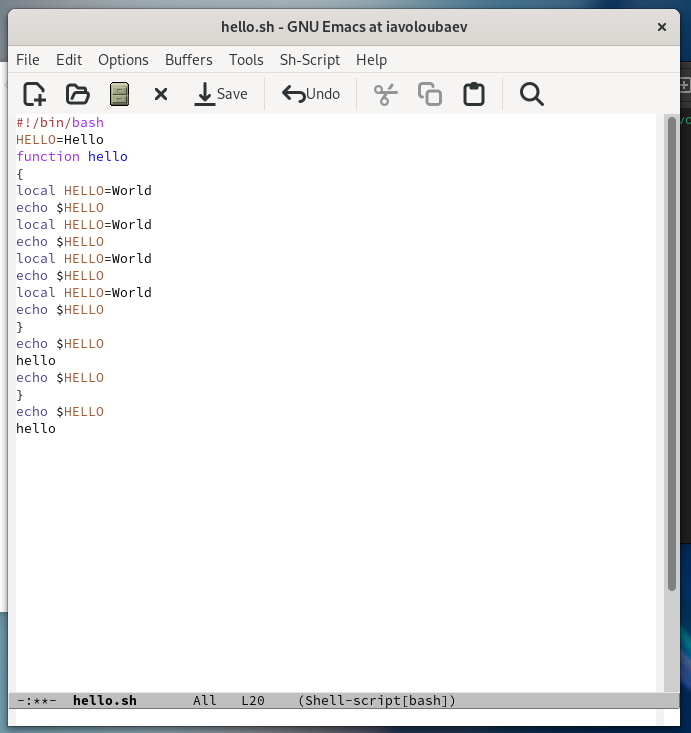 hello.sh - GNU Emacs at iavoloubaev
File Edit Options Buffers Tools Sh-Script Help
Save Undo
#!/bin/bash
HELLO=Hello
function hello
{
local HELLO=World
echo $HELLO
local HELLO=World
echo $HELLO
local HELLO=World
echo $HELLO
local HELLO=World
echo $HELLO
}
echo $HELLO
hello
echo $HELLO
}
echo $HELLO
hello
-:**- hello.sh All L20 (Shell-script[bash])